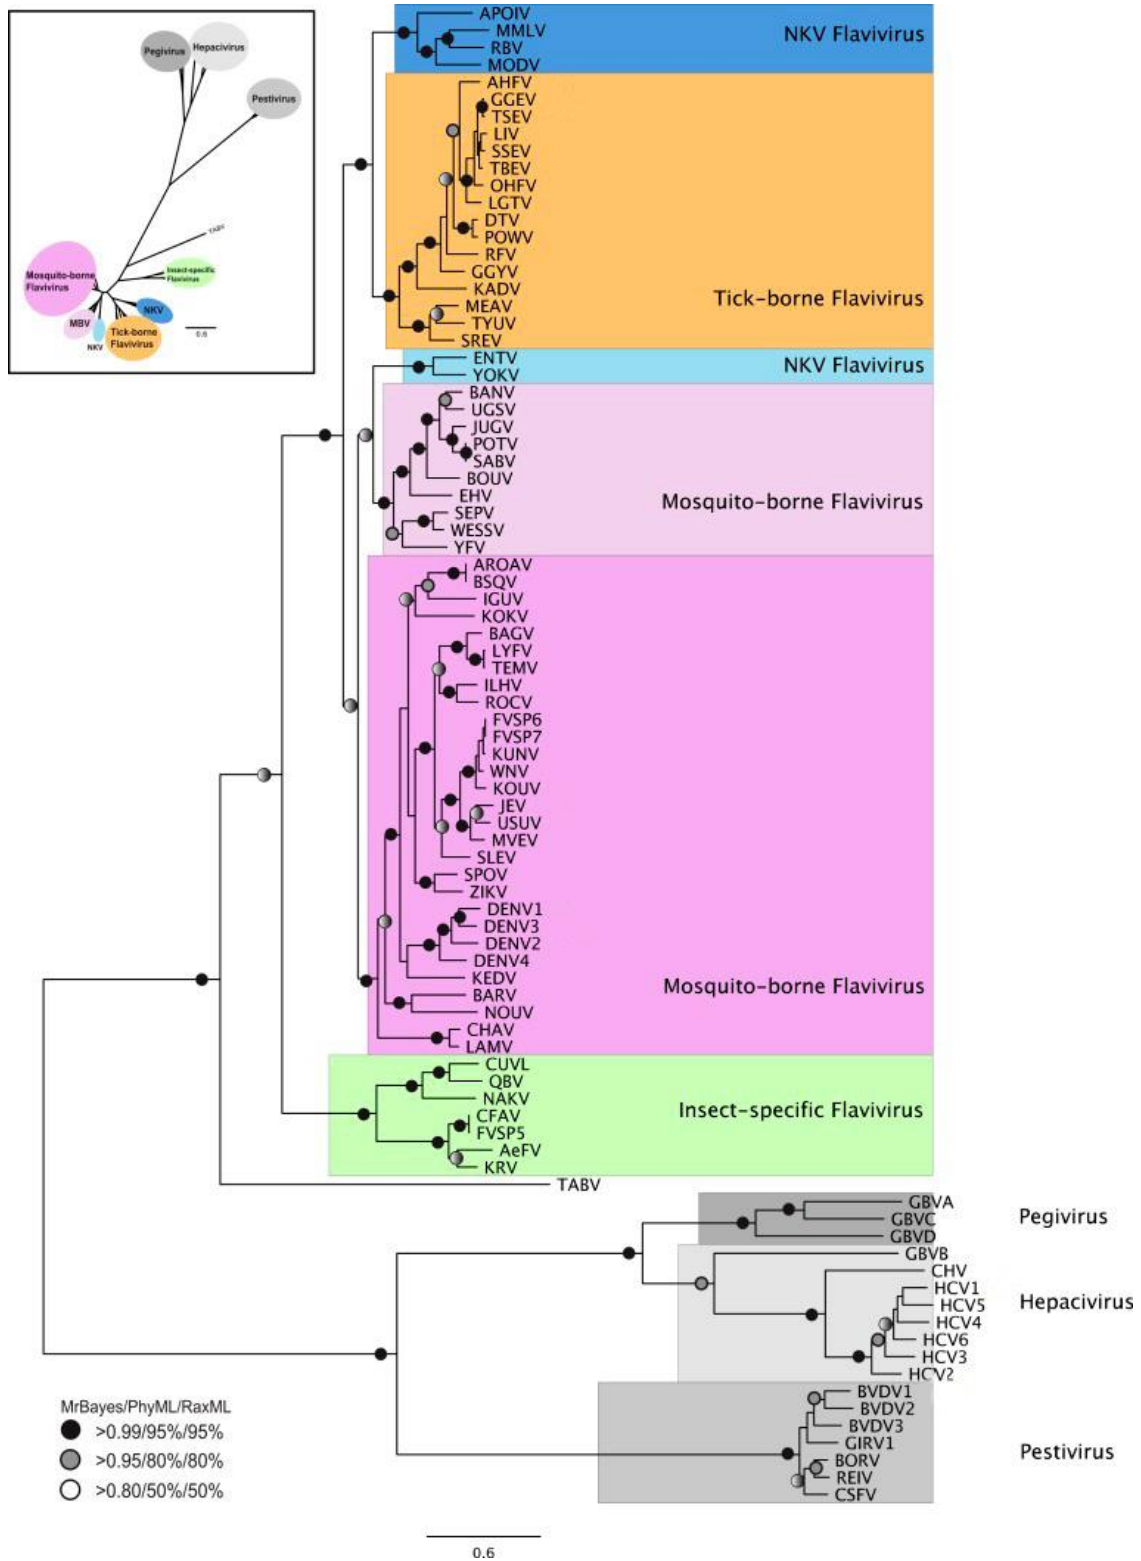 Pegivirus
Hepacivirus
Pestivirus
TABV
Insect-specific
Flavivirus
Mosquito-borne
Flavivirus
MBV
NKV
NKV
Tick-borne
Flavivirus
0.6
APOIV
MMLV
RBV
MODV
NKV Flavivirus
AHFV
GGEV
TSEV
LIV
SSEV
TBEV
OHFV
LGTV
DTV
POWV
RFV
GGYV
KADV
MEAV
TYUV
SREV
Tick-borne Flavivirus
ENTV
YOKV
NKV Flavivirus
BANV
UGSV
JUGV
POTV
SABV
BOUV
EHV
SEPV
WESSV
YFV
Mosquito-borne Flavivirus
AROAV
BSQV
IGUV
KOKV
BAGV
LYFV
TEMV
ILHV
ROCV
FVSP6
FVSP7
KUNV
WNV
KOUV
JEV
USUV
MVEV
SLEV
SPOV
ZIKV
DENV1
DENV3
DENV2
DENV4
KEDV
BARV
NOUV
CHAV
LAMV
Mosquito-borne Flavivirus
CUVL
QBV
NAKV
CFAV
FVSP5
AeFV
KRV
Insect-specific Flavivirus
TABV
GBVA
GBVC
GBVD
Pegivirus
GBVB
CHV
HCV1
HCV5
HCV4
HCV6
HCV3
HCV2
Hepacivirus
BVDV1
BVDV2
BVDV3
GIRV1
BORV
REIV
CSFV
Pestivirus
MrBayes/PhyML/RaxML
>0.99/95%/95%
>0.95/80%/80%
>0.80/50%/50%
0.6